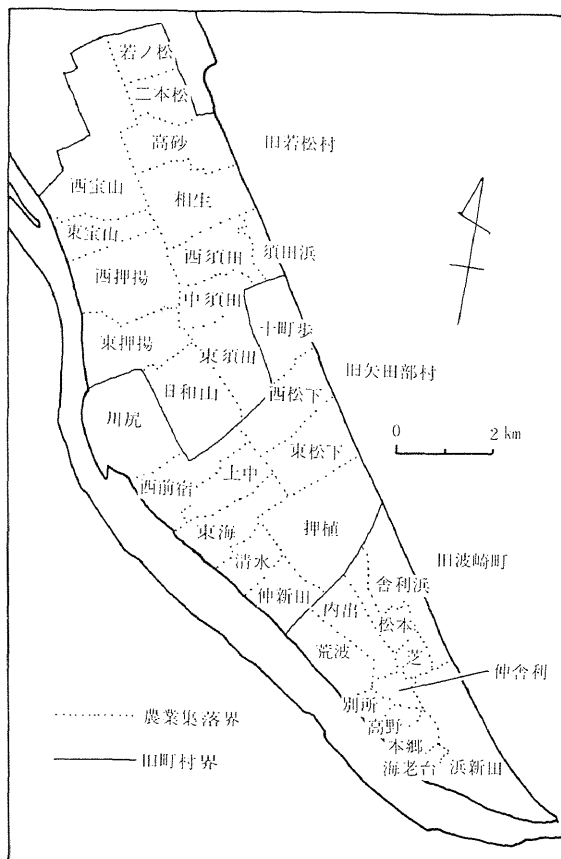 若ノ松
二本松
高砂
旧若松村
西宝山
相生
東宝山
西須田
須田浜
西押揚
中須田
十町歩
東押揚
東須田
旧矢田部村
日和山
西松下
川尻
0 2 km
東松下
上中
西前宿
東海
押植
清水
旧波崎町
舎利浜
仲新田
内出
松本
荒波
芝
仲舎利
別所
農業集落界
高野
本郷
旧町村界
海老台
浜新田